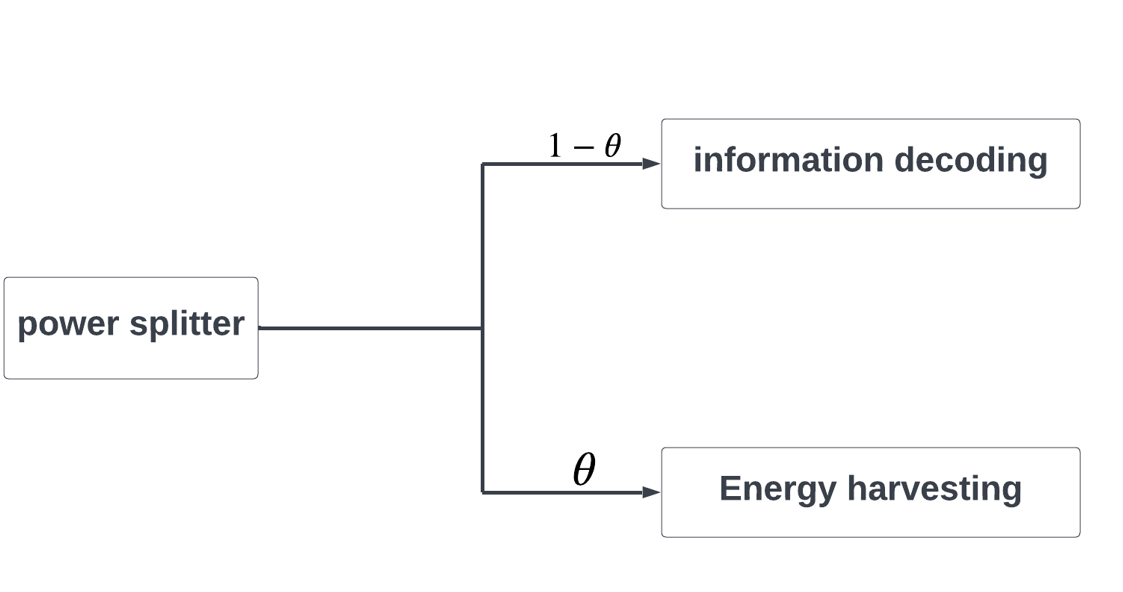 1 − θ
information decoding
power splitter
θ
Energy harvesting